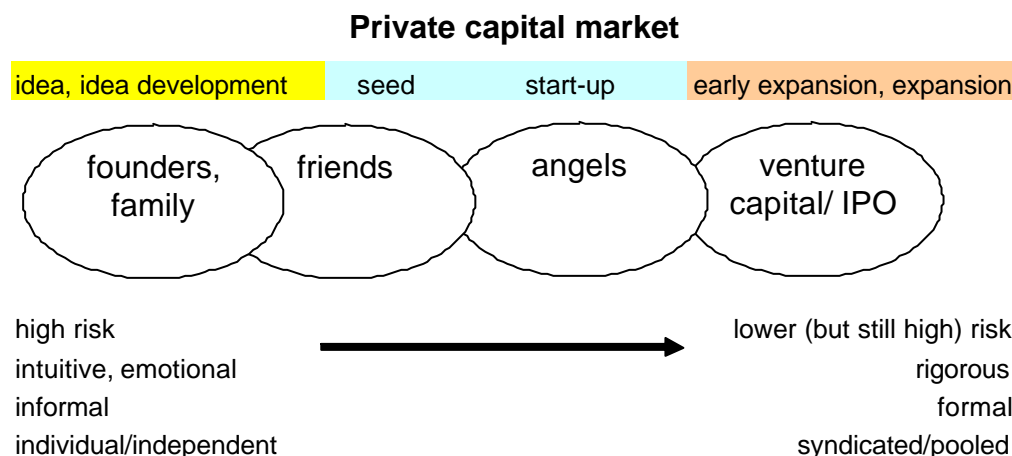 Private capital market
idea, idea development seed start-up early expansion, expansion
founders,
family
friends
angels
venture
capital/ IPO
high risk
intuitive, emotional
informal
individual/independent
lower (but still high) risk
rigorous
formal
syndicated/pooled